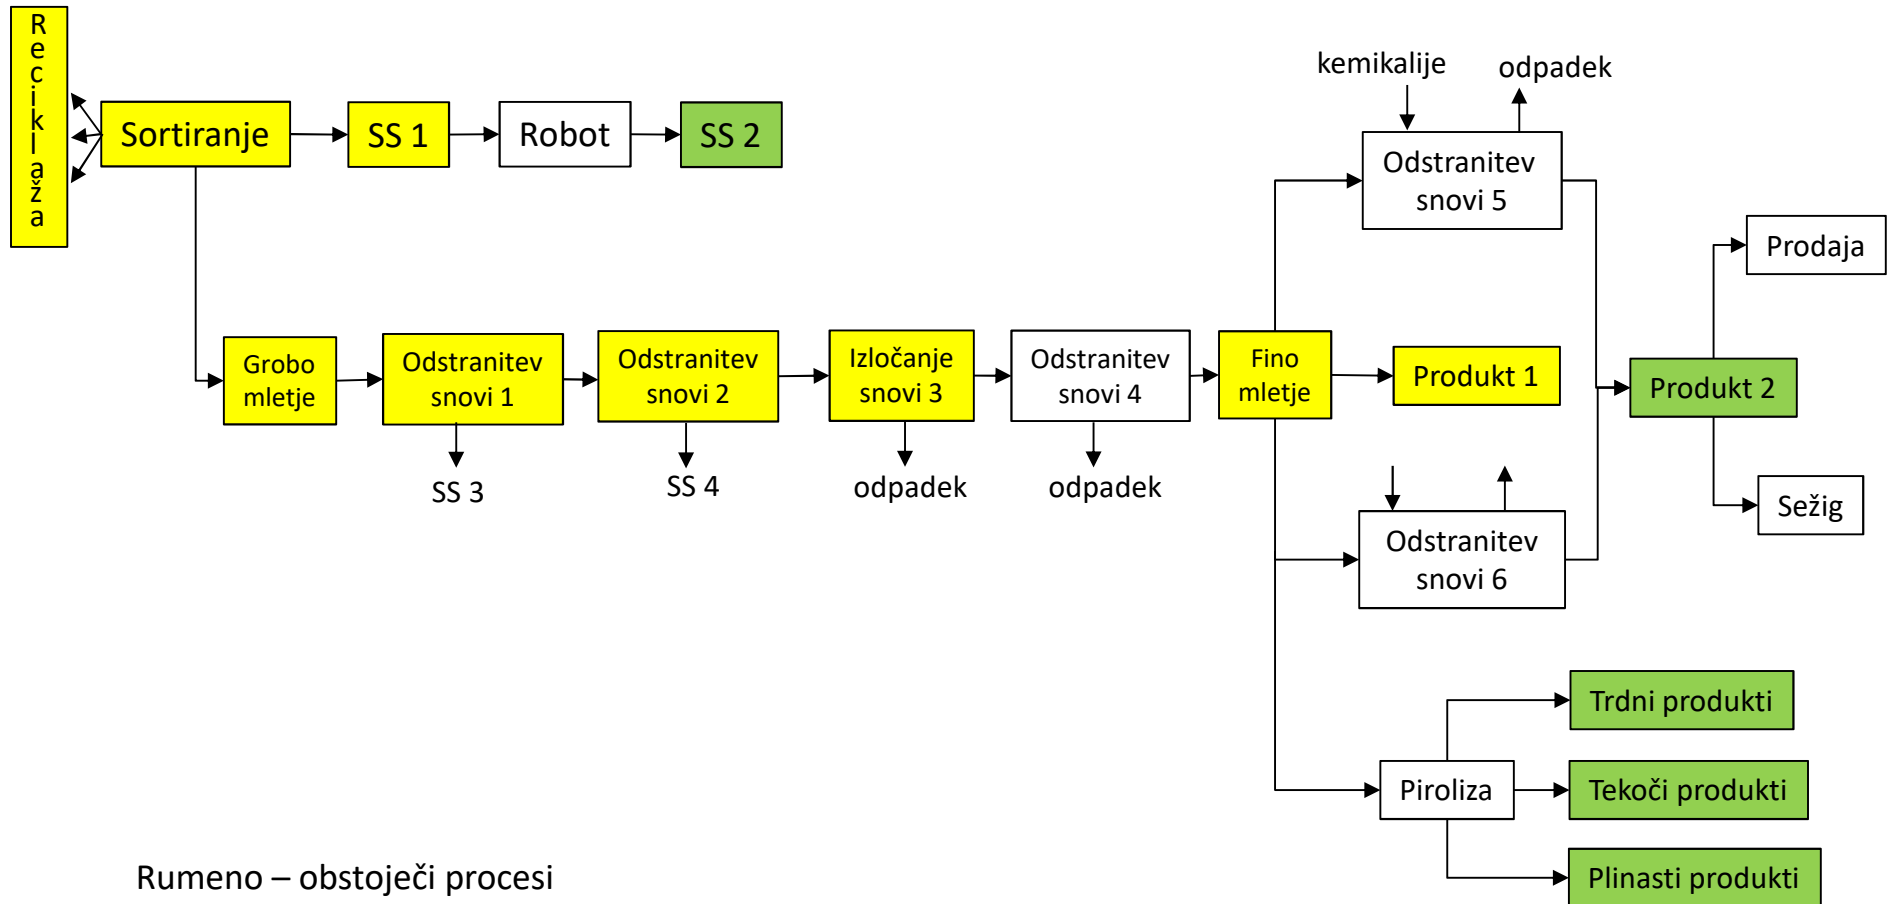 Reciklaža
Sortiranje
SS 1
Robot
SS 2
kemikalije
odpadek
Odstranitev
snovi 5
Prodaja
Grobo
mletje
Odstranitev
snovi 1
Odstranitev
snovi 2
Izločanje
snovi 3
Odstranitev
snovi 4
Fino
mletje
Produkt 1
Produkt 2
SS 3
SS 4
odpadek
odpadek
Sežig
Odstranitev
snovi 6
Trdni produkti
Piroliza
Tekoči produkti
Plinasti produkti
Rumeno – obstoječi procesi